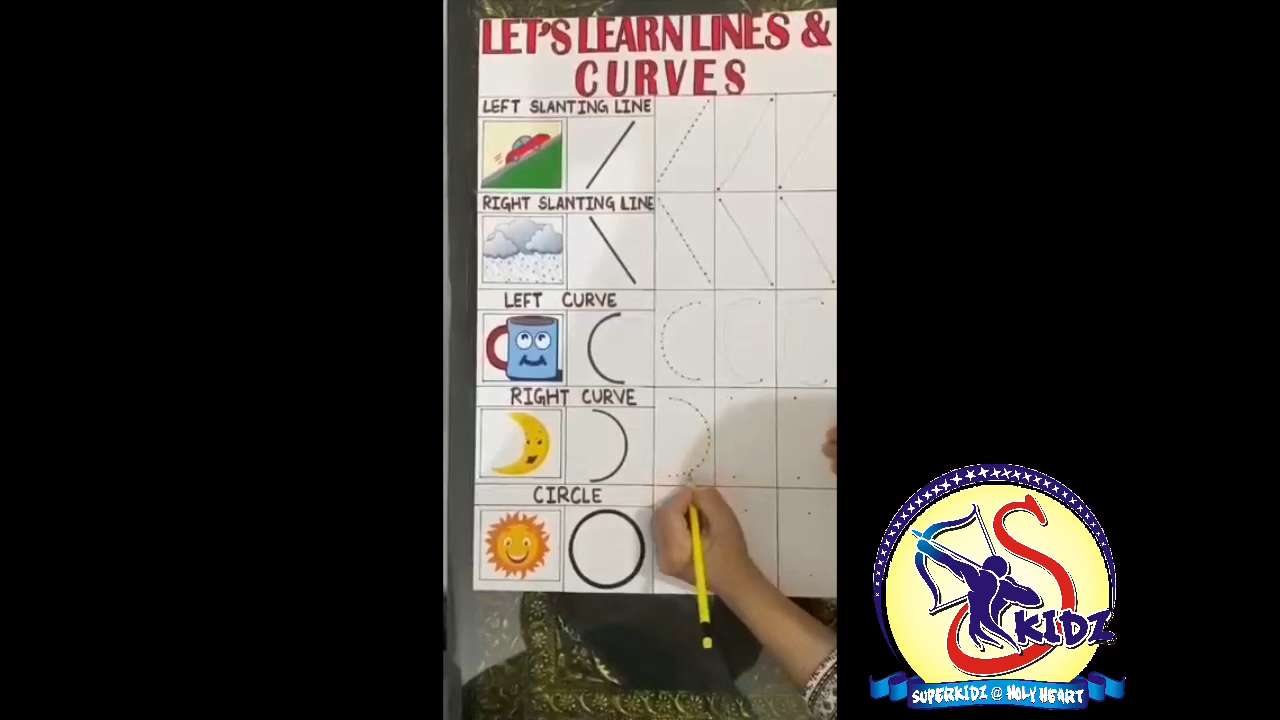 LET'S LEARN LINES &
CURVES
LEFT SLANTING LINE
RIGHT SLANTING LINE
LEFT CURVE
RIGHT CURVE
CIRCLE
S
KIDZ
SUPERKIDZ @ HOLY HEART